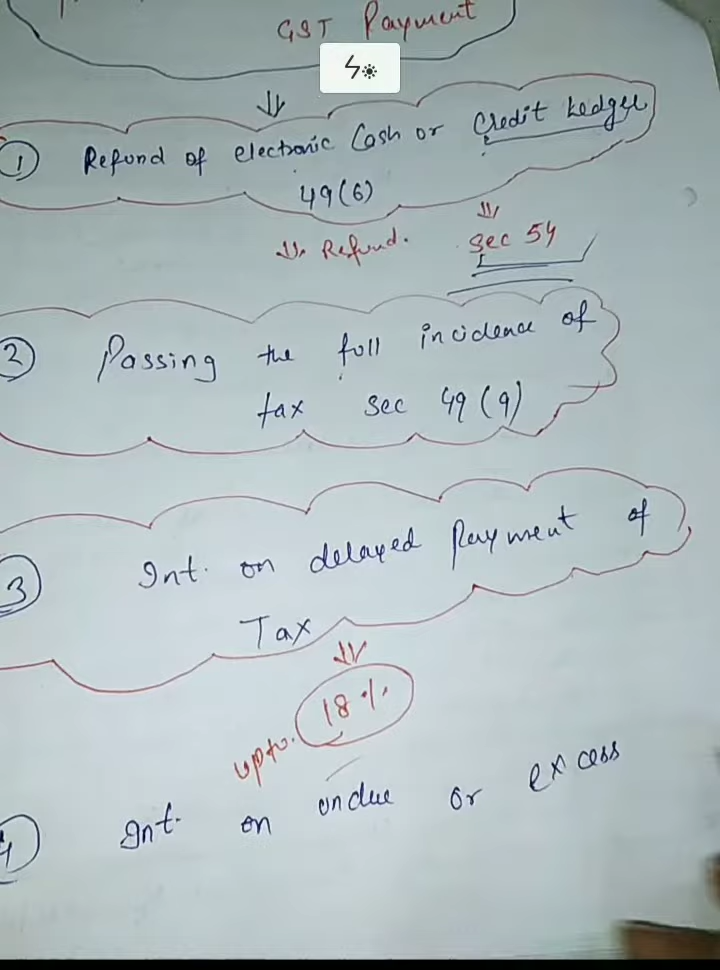 GST Payment
① Refund of electronic Cash or Credit Ledger
49(6)
Refund. Sec 54
② Passing the full incidence of
tax Sec 49(9)
③ Int. on delayed Payment of
Tax
upto. 18%
④ Int. on undue or excess